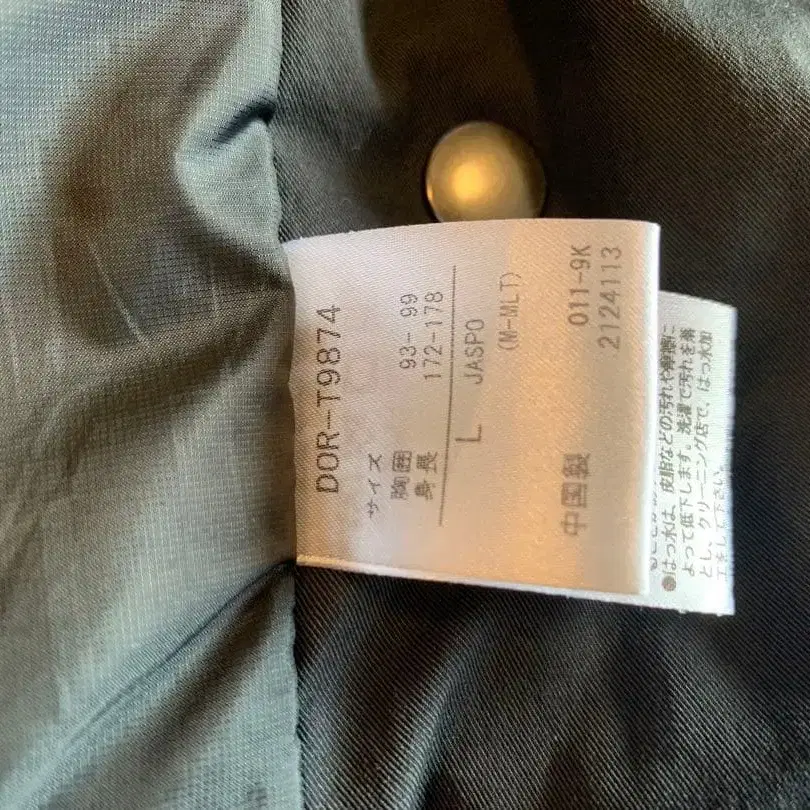 DOR-T9874
サイズ
胸囲 93- 99
身長 172-178
L JASPO
(M-MLT)
中国製 011-9K
2124113
●はっ水は、皮脂などの汚れや摩擦に
よって低下します。洗濯で汚れを落
とし、クリーニング店で、はっ水加
工をして下さい。